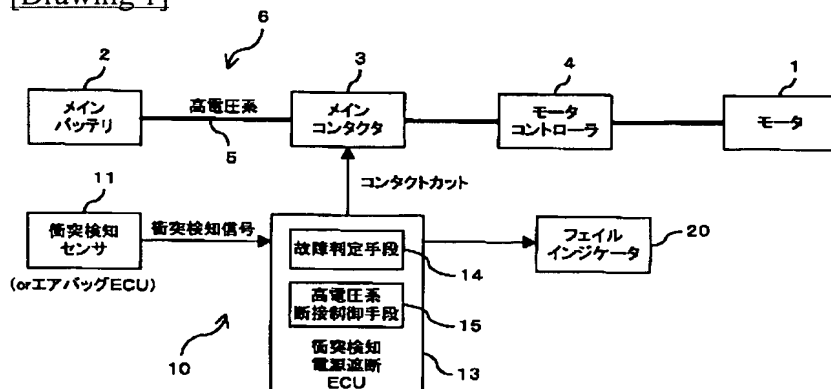 [Drawing 1]
6
2
3
4
1
メイン
バッテリ
高電圧系
5
メイン
コンタクタ
モータ
コントローラ
モータ
コンタクトカット
11
衝突検知
センサ
(orエアバッグECU)
衝突検知信号
故障判定手段
14
高電圧系
断接制御手段
15
衝突検知
電源遮断
ECU
13
10
フェイル
インジケータ
20